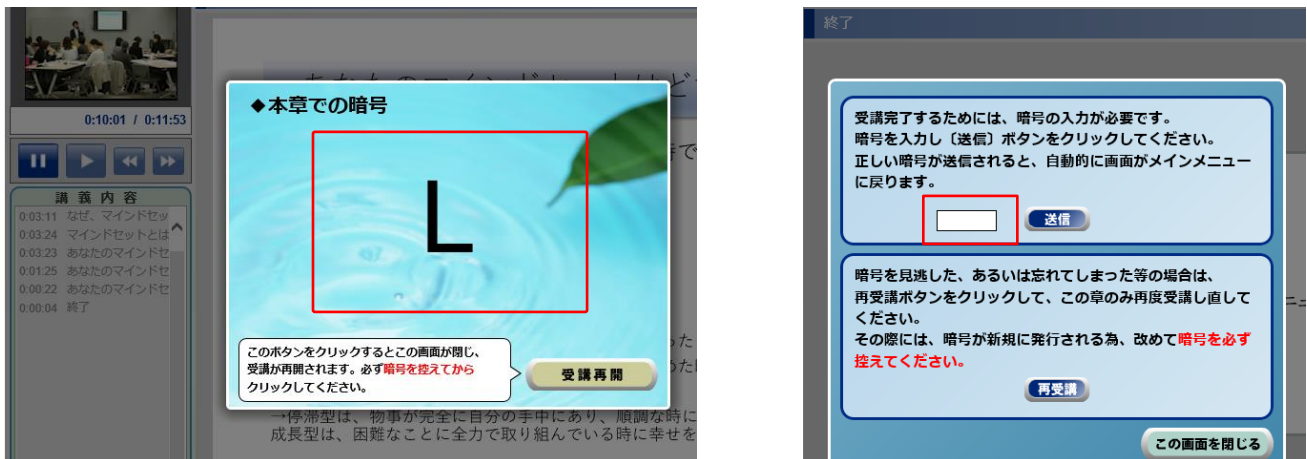 0:10:01 / 0:11:53
講義内容
0:03:11 なぜ、マインドセッ
0:03:24 マインドセットとは
0:03:23 あなたのマインドセ
0:01:25 あなたのマインドセ
0:00:22 あなたのマインドセ
0:00:04 終了
◆本章での暗号
L
このボタンをクリックするとこの画面が閉じ、
受講が再開されます。必ず暗号を控えてから
クリックしてください。
受講再開
→停滞型は、物事が完全に自分の手中にあり、順調な時に
成長型は、困難なことに全力で取り組んでいる時に幸せを
終了
受講完了するためには、暗号の入力が必要です。
暗号を入力し〔送信〕ボタンをクリックしてください。
正しい暗号が送信されると、自動的に画面がメインメニュー
に戻ります。
送信
暗号を見逃した、あるいは忘れてしまった等の場合は、
再受講ボタンをクリックして、この章のみ再度受講し直して
ください。
その際には、暗号が新規に発行される為、改めて暗号を必ず
控えてください。
再受講
この画面を閉じる